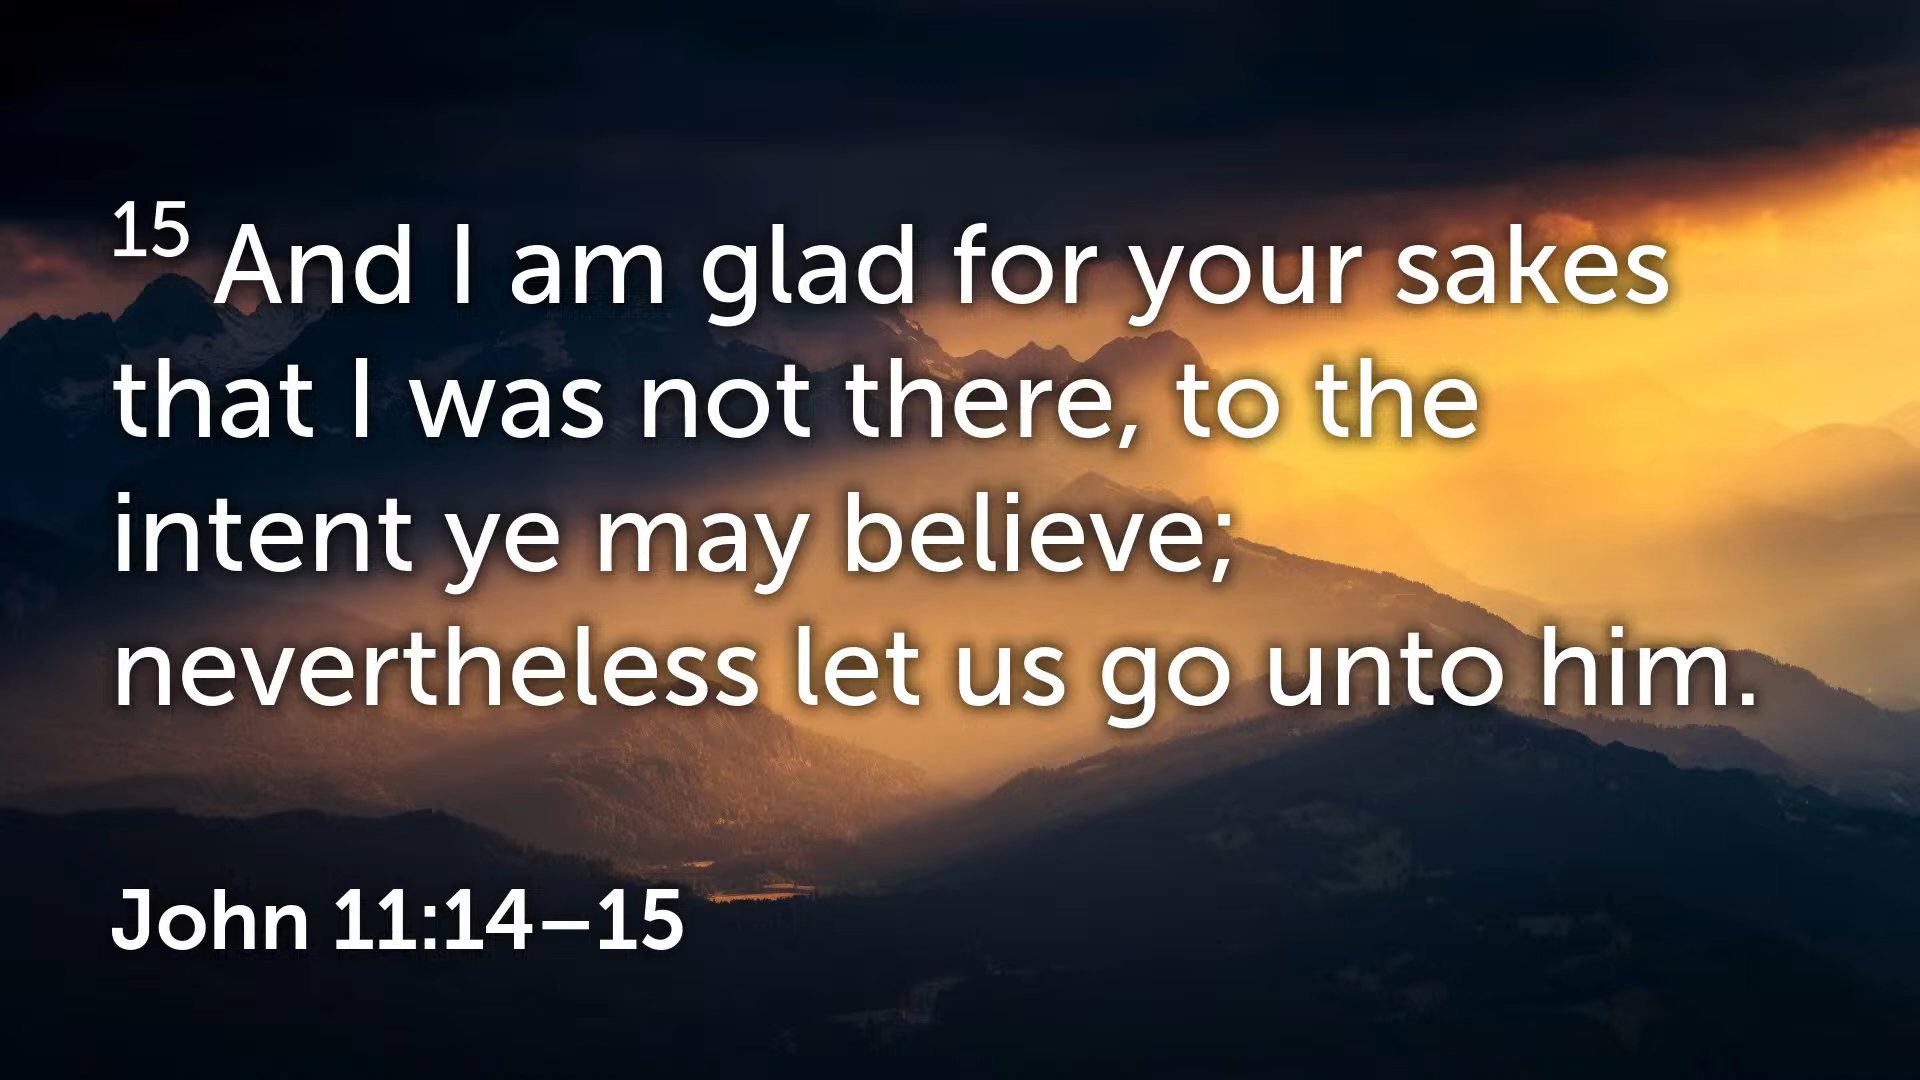 15 And I am glad for your sakes
that I was not there, to the
intent ye may believe;
nevertheless let us go unto him.
John 11:14–15